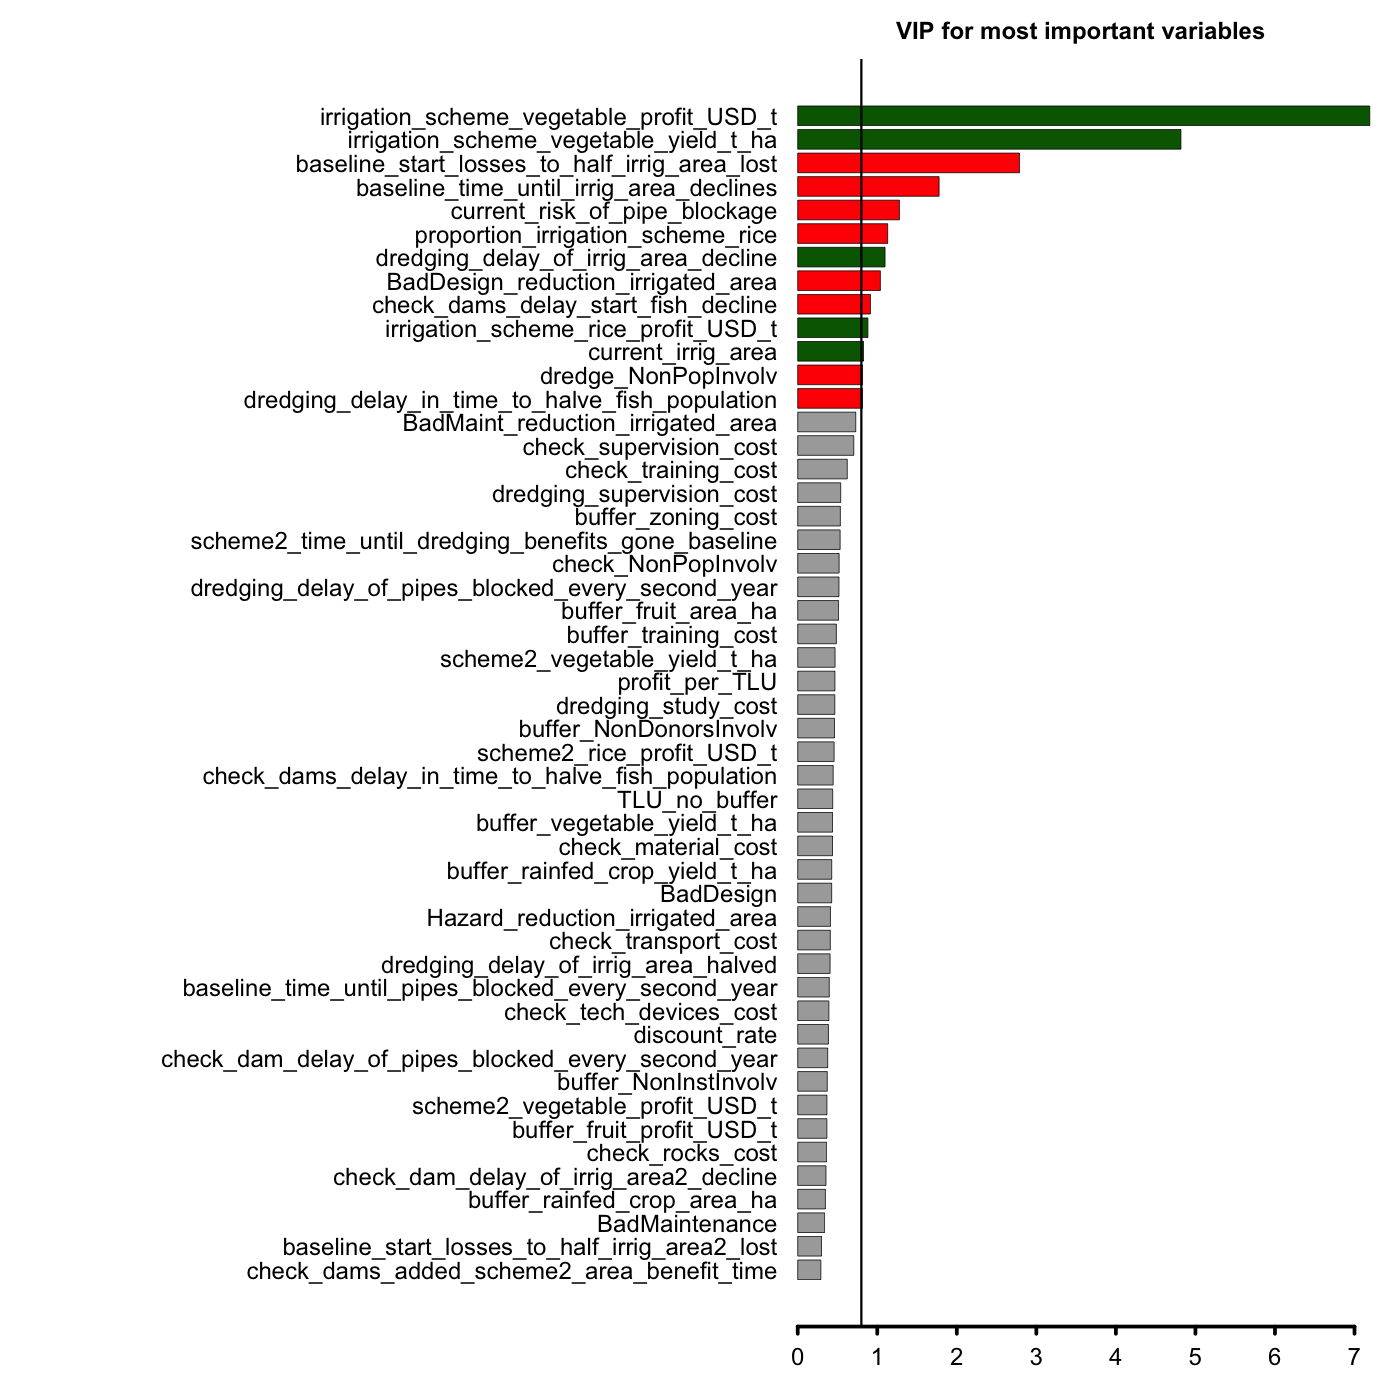 VIP for most important variables
irrigation_scheme_vegetable_profit_USD_t
irrigation_scheme_vegetable_yield_t_ha
baseline_start_losses_to_half_irrig_area_lost
baseline_time_until_irrig_area_declines
current_risk_of_pipe_blockage
proportion_irrigation_scheme_rice
dredging_delay_of_irrig_area_decline
BadDesign_reduction_irrigated_area
check_dams_delay_start_fish_decline
irrigation_scheme_rice_profit_USD_t
current_irrig_area
dredge_NonPopInvolv
dredging_delay_in_time_to_halve_fish_population
BadMaint_reduction_irrigated_area
check_supervision_cost
check_training_cost
dredging_supervision_cost
buffer_zoning_cost
scheme2_time_until_dredging_benefits_gone_baseline
check_NonPopInvolv
dredging_delay_of_pipes_blocked_every_second_year
buffer_fruit_area_ha
buffer_training_cost
scheme2_vegetable_yield_t_ha
profit_per_TLU
dredging_study_cost
buffer_NonDonorsInvolv
scheme2_rice_profit_USD_t
check_dams_delay_in_time_to_halve_fish_population
TLU_no_buffer
buffer_vegetable_yield_t_ha
check_material_cost
buffer_rainfed_crop_yield_t_ha
BadDesign
Hazard_reduction_irrigated_area
check_transport_cost
dredging_delay_of_irrig_area_halved
baseline_time_until_pipes_blocked_every_second_year
check_tech_devices_cost
discount_rate
check_dam_delay_of_pipes_blocked_every_second_year
buffer_NonInstInvolv
scheme2_vegetable_profit_USD_t
buffer_fruit_profit_USD_t
check_rocks_cost
check_dam_delay_of_irrig_area2_decline
buffer_rainfed_crop_area_ha
BadMaintenance
baseline_start_losses_to_half_irrig_area2_lost
check_dams_added_scheme2_area_benefit_time
0 1 2 3 4 5 6 7